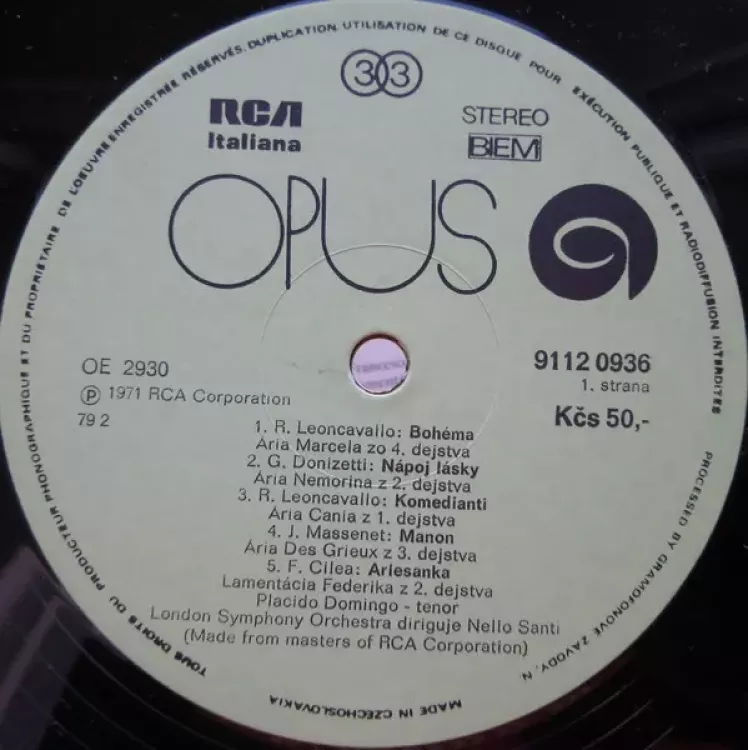 TOUS DROITS DU PRODUCTEUR PHONOGRAPHIQUE ET DU PROPRIETAIRE DE L'OEUVRE ENREGISTRÉE RÉSERVÉS. DUPLICATION, UTILISATION DE CE DISQUE POUR EXÉCUTION PUBLIQUE ET RADIODIFFUSION INTERDITES
33
RCA
Italiana
STEREO
BIEM
OPUS
OE 2930
℗ 1971 RCA Corporation
79 2
9112 0936
1. strana
Kčs 50,-
1. R. Leoncavallo: Bohéma
Ária Marcela zo 4. dejstva
2. G. Donizetti: Nápoj lásky
Ária Nemorina z 2. dejstva
3. R. Leoncavallo: Komedianti
Ária Cania z 1. dejstva
4. J. Massenet: Manon
Ária Des Grieux z 3. dejstva
5. F. Cilea: Arlesanka
Lamentácia Federika z 2. dejstva
Placido Domingo - tenor
London Symphony Orchestra diriguje Nello Santi
(Made from masters of RCA Corporation)
PROCESSED BY GRAMOFONOVÉ ZÁVODY, N.
MADE IN CZECHOSLOVAKIA